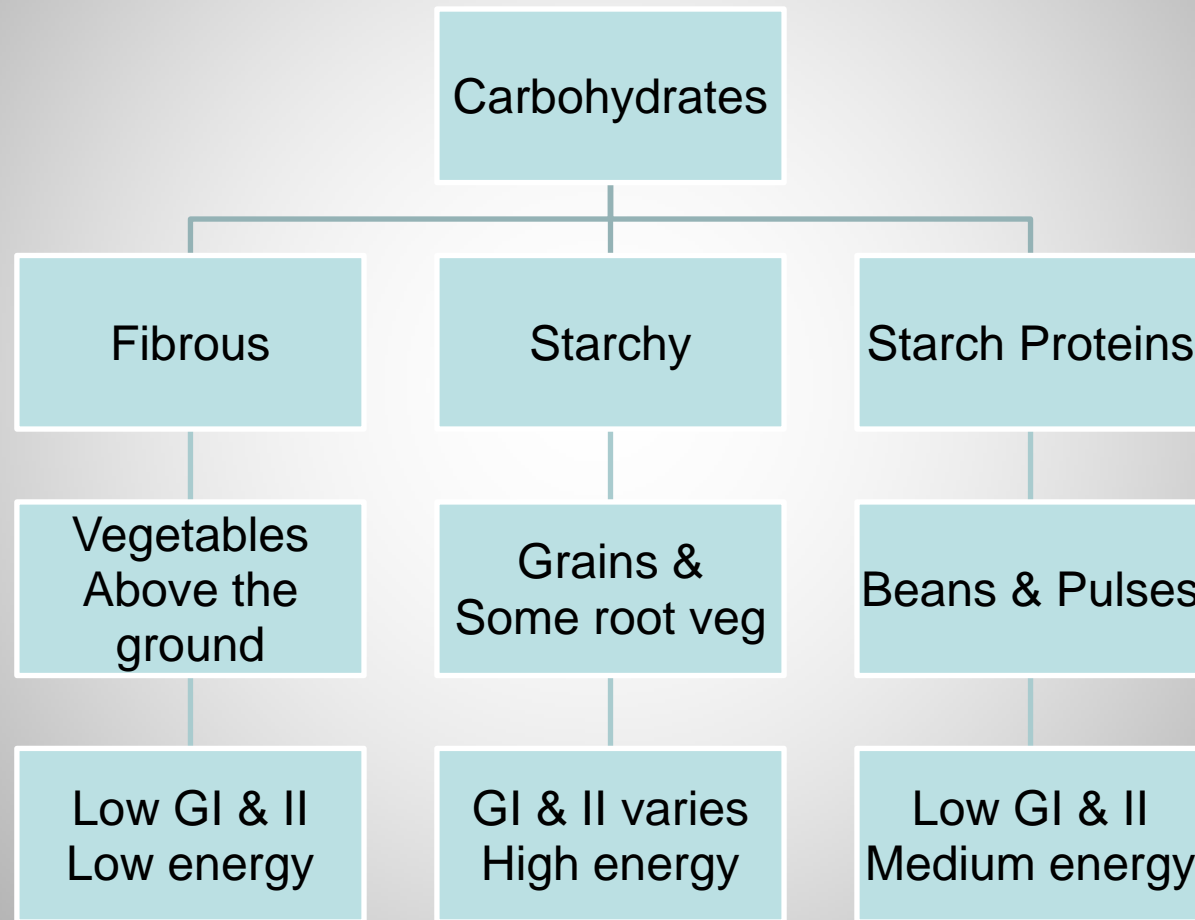 Carbohydrates
Fibrous
Starchy
Starch Proteins
Vegetables
Above the
ground
Grains &
Some root veg
Beans & Pulses
Low GI & II
Low energy
GI & II varies
High energy
Low GI & II
Medium energy